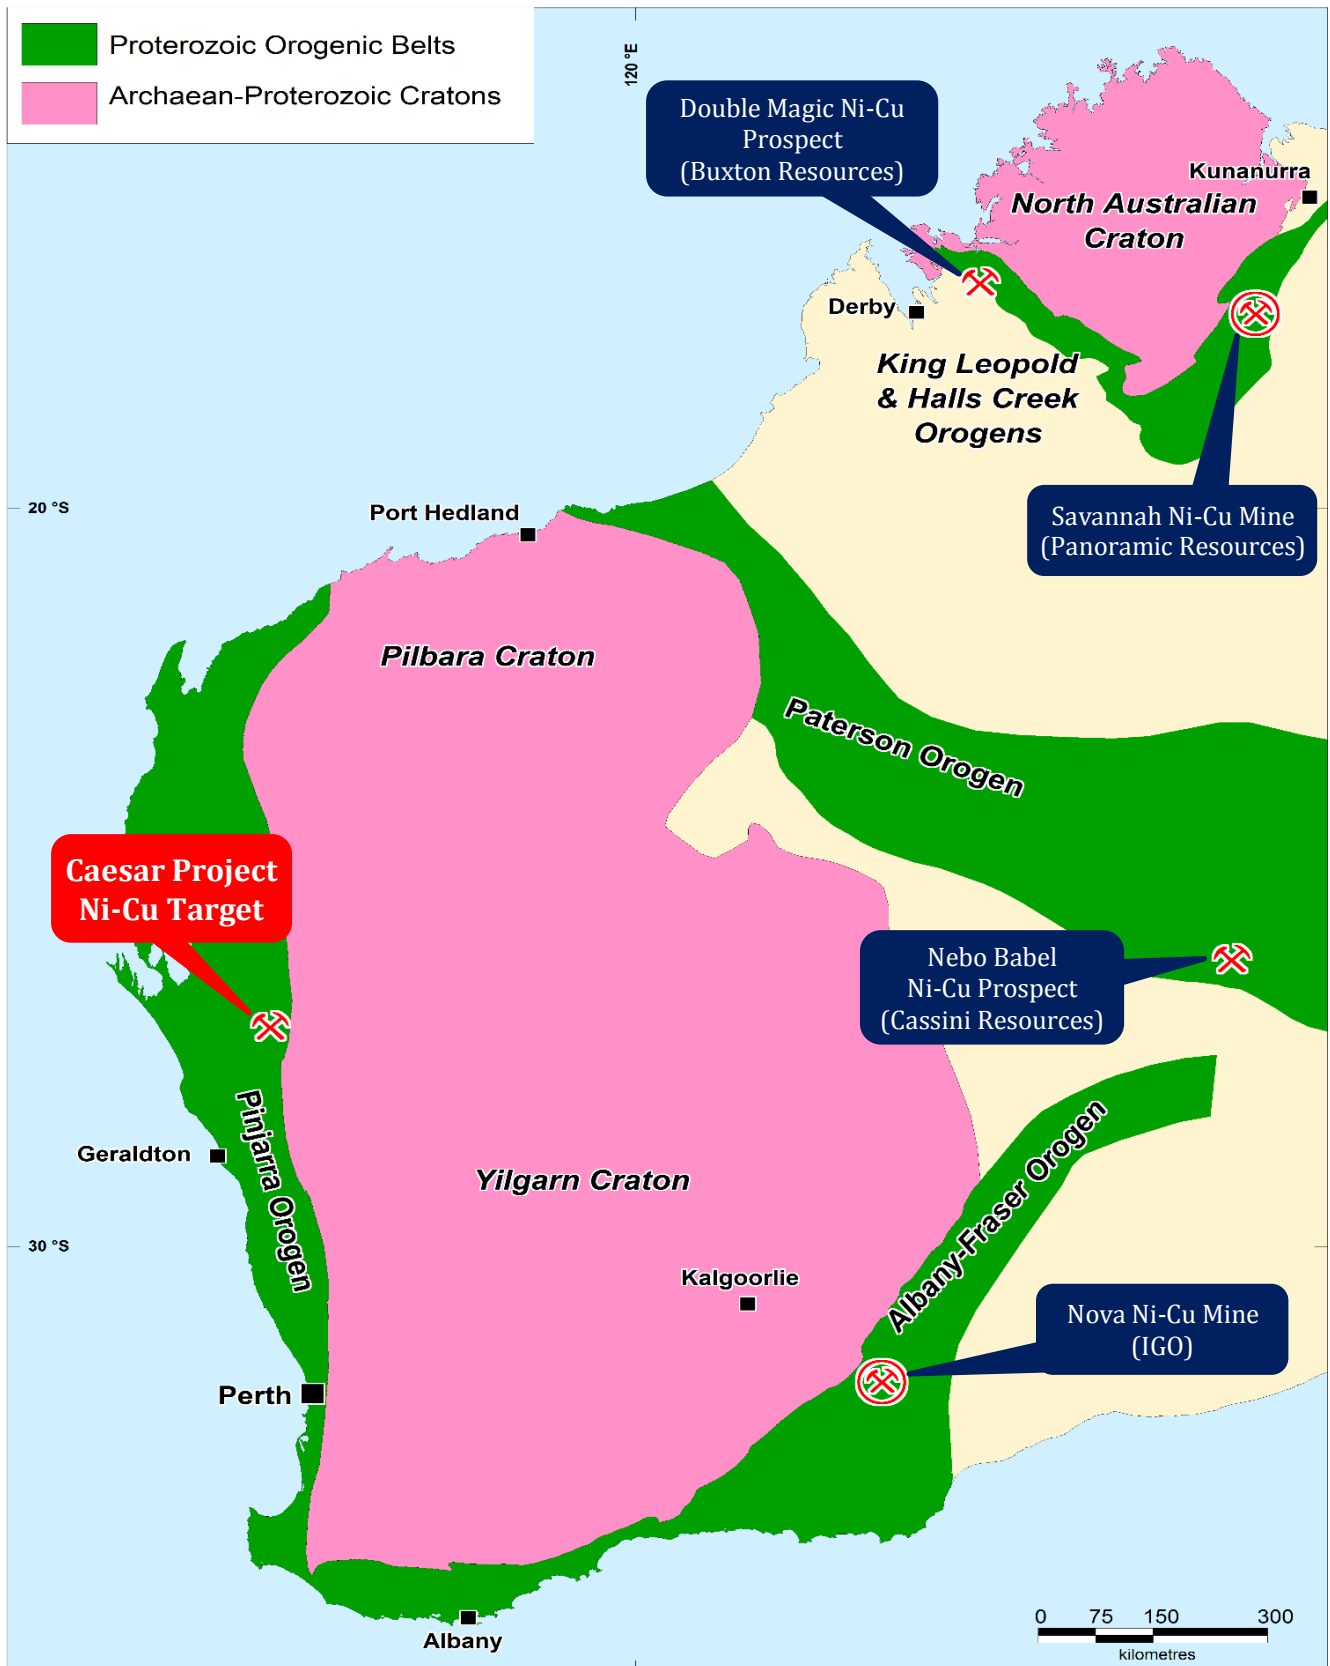 Proterozoic Orogenic Belts
Archaean-Proterozoic Cratons
120 °E
Double Magic Ni-Cu
Prospect
(Buxton Resources)
Kunanurra
North Australian
Craton
Derby
King Leopold
& Halls Creek
Orogens
Savannah Ni-Cu Mine
(Panoramic Resources)
20 °S
Port Hedland
Pilbara Craton
Paterson Orogen
Caesar Project
Ni-Cu Target
Nebo Babel
Ni-Cu Prospect
(Cassini Resources)
Pinjarra Orogen
Geraldton
Yilgarn Craton
Albany-Fraser Orogen
30 °S
Kalgoorlie
Nova Ni-Cu Mine
(IGO)
Perth
Albany
0 75 150 300
kilometres